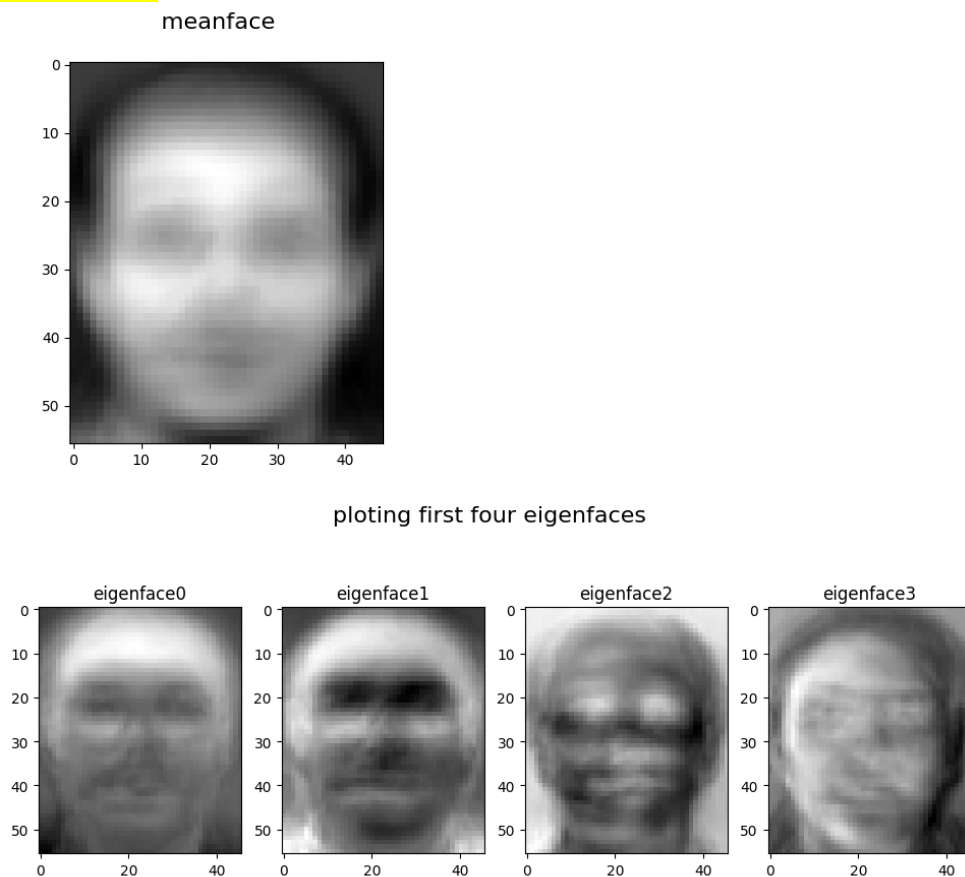 meanface
0
10
20
30
40
50
0 10 20 30 40
ploting first four eigenfaces
eigenface0 eigenface1 eigenface2 eigenface3
0 0 0 0
10 10 10 10
20 20 20 20
30 30 30 30
40 40 40 40
50 50 50 50
0 20 40 0 20 40 0 20 40 0 20 40